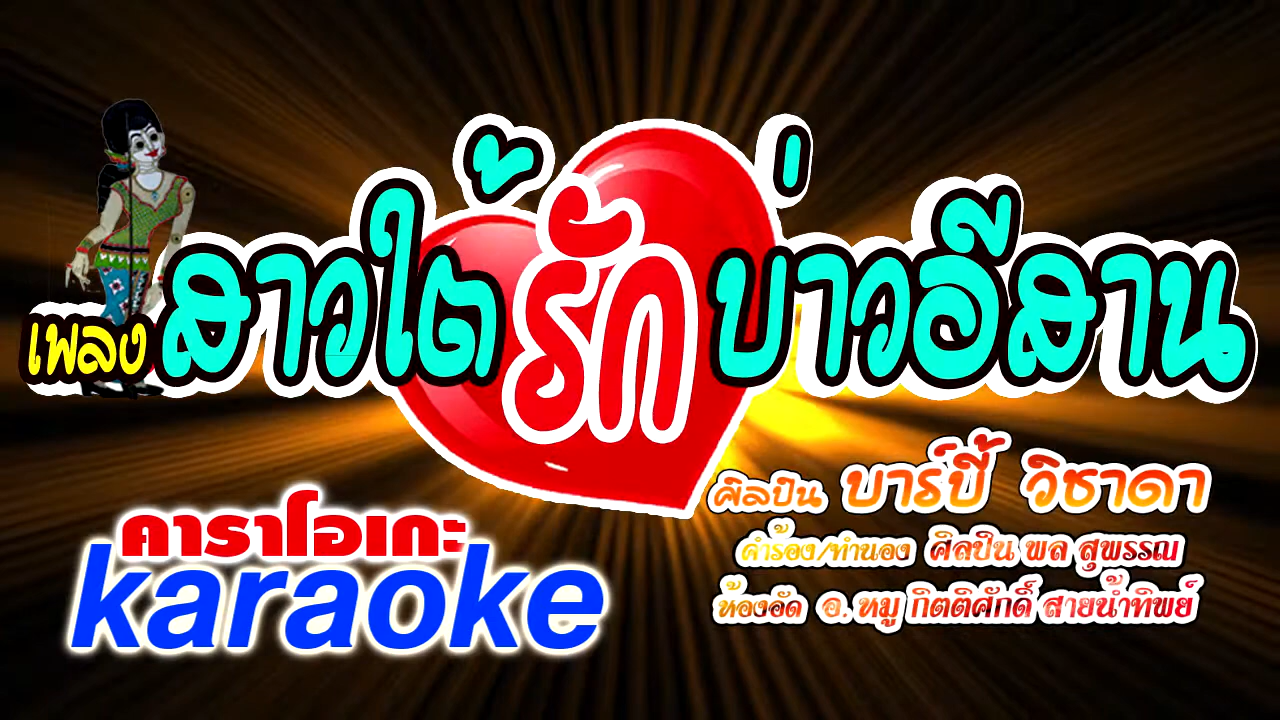 เพลง สาวใต้รักบ่าวอีสาน
ศิลปิน บาร์บี้ วิชาดา
คำร้อง/ทำนอง ศิลปิน พล สุพรรณ
ห้องอัด อ. หมู กิตติศักดิ์ สายน้ำทิพย์
คาราโอเกะ
karaoke